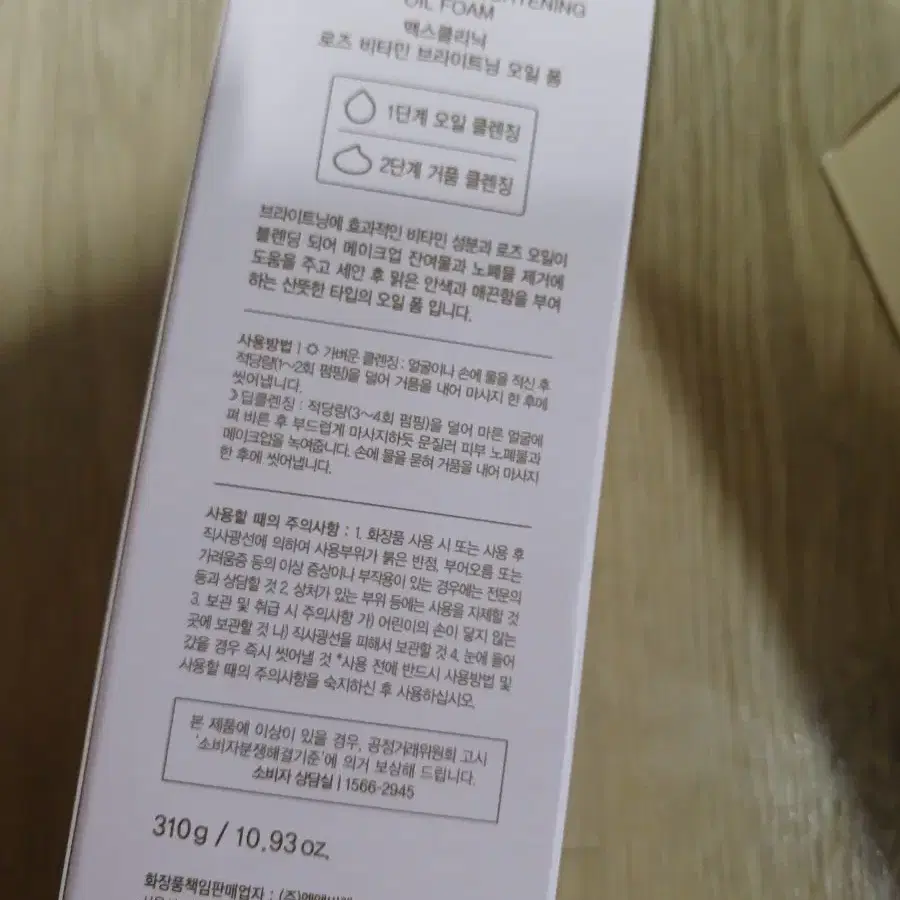 OIL FOAM
맥스클리닉
로즈 비타민 브라이트닝 오일 폼
1단계 오일 클렌징
2단계 거품 클렌징
브라이트닝에 효과적인 비타민 성분과 로즈 오일이
블렌딩 되어 메이크업 잔여물과 노폐물 제거에
도움을 주고 세안 후 맑은 안색과 매끈함을 부여
하는 산뜻한 타입의 오일 폼 입니다.
사용방법 | 가벼운 클렌징 : 얼굴이나 손에 물을 적신 후
적당량(1~2회 펌핑)을 덜어 거품을 내어 마사지 한 후에
씻어냅니다.
딥클렌징 : 적당량(3~4회 펌핑)을 덜어 마른 얼굴에
펴 바른 후 부드럽게 마사지하듯 문질러 피부 노폐물과
메이크업을 녹여줍니다. 손에 물을 묻혀 거품을 내어 마사지
한 후에 씻어냅니다.
사용할 때의 주의사항 : 1. 화장품 사용 시 또는 사용 후
직사광선에 의하여 사용부위가 붉은 반점, 부어오름 또는
가려움증 등의 이상 증상이나 부작용이 있는 경우에는 전문의
등과 상담할 것 2. 상처가 있는 부위 등에는 사용을 자제할 것
3. 보관 및 취급 시 주의사항 가) 어린이의 손이 닿지 않는
곳에 보관할 것 나) 직사광선을 피해서 보관할 것 4. 눈에 들어
갔을 경우 즉시 씻어낼 것 *사용 전에 반드시 사용방법 및
사용할 때의 주의사항을 숙지하신 후 사용하십시오.
본 제품에 이상이 있을 경우, 공정거래위원회 고시
'소비자분쟁해결기준'에 의거 보상해 드립니다.
소비자 상담실 | 1566-2945
310g / 10.93oz.
화장품책임판매업자 :